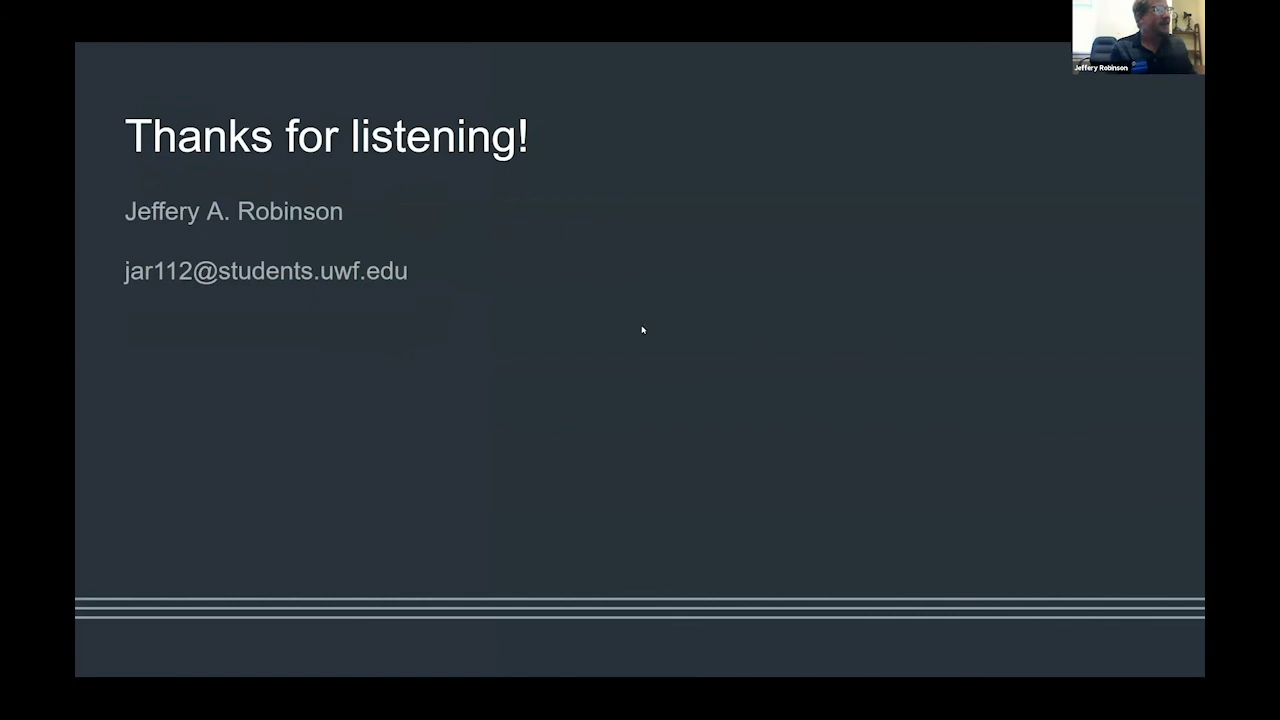 Jeffery Robinson
Thanks for listening!
Jeffery A. Robinson
jar112@students.uwf.edu